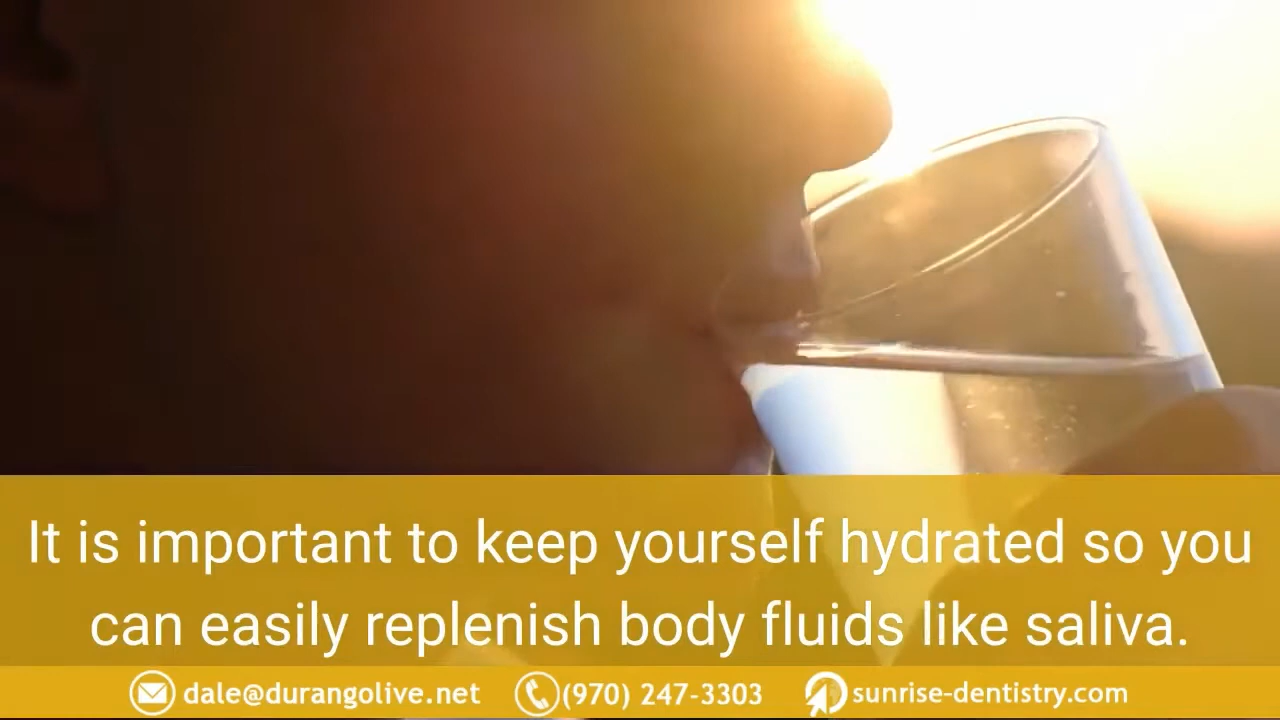 It is important to keep yourself hydrated so you
can easily replenish body fluids like saliva.
dale@durangolive.net (970) 247-3303 sunrise-dentistry.com